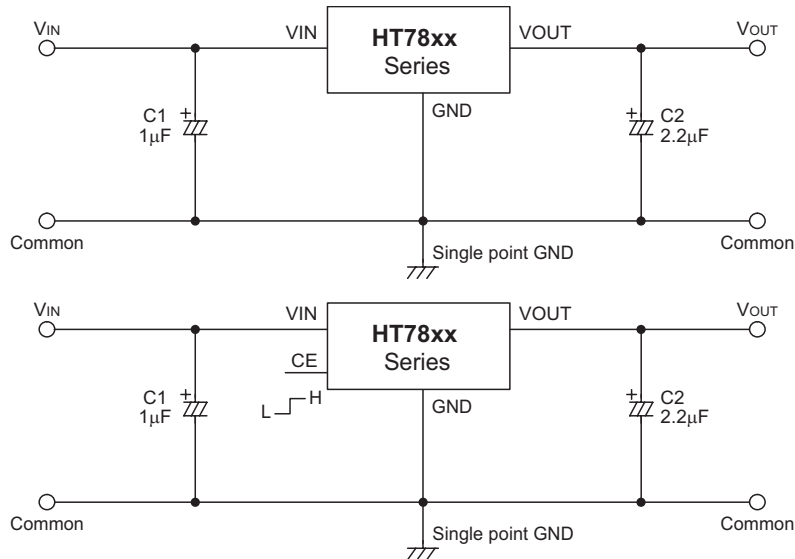 VIN
VIN
HT78xx
Series
VOUT
VOUT
GND
C1
1μF
+
C2
2.2μF
+
Common
Single point GND
Common
VIN
VIN
HT78xx
Series
VOUT
VOUT
CE
L
H
GND
C1
1μF
+
C2
2.2μF
+
Common
Single point GND
Common